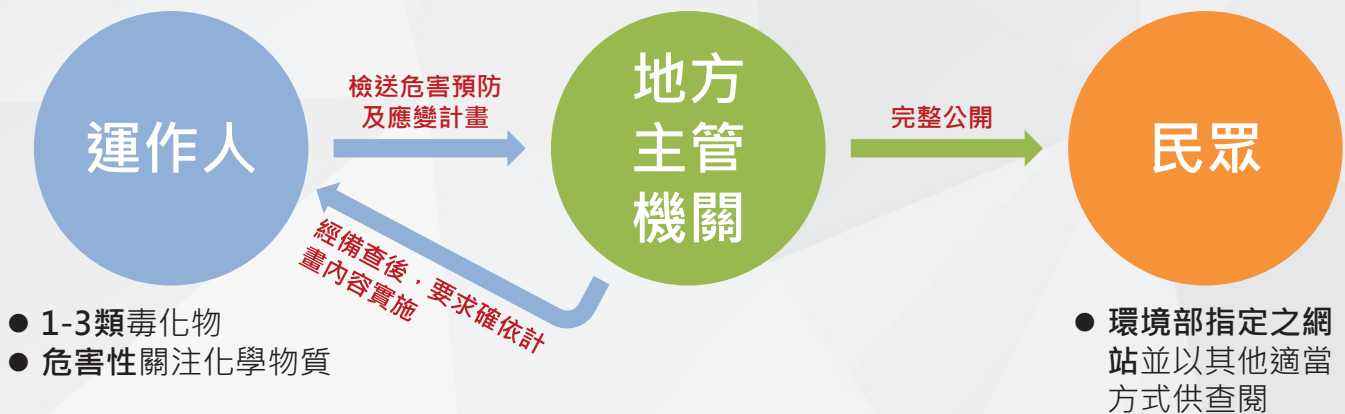 運作人
檢送危害預防
及應變計畫
地方
主管
機關
完整公開
民眾
經備查後，要求確依計
畫內容實施
● 1-3類毒化物
● 危害性關注化學物質
● 環境部指定之網
站並以其他適當
方式供查閱